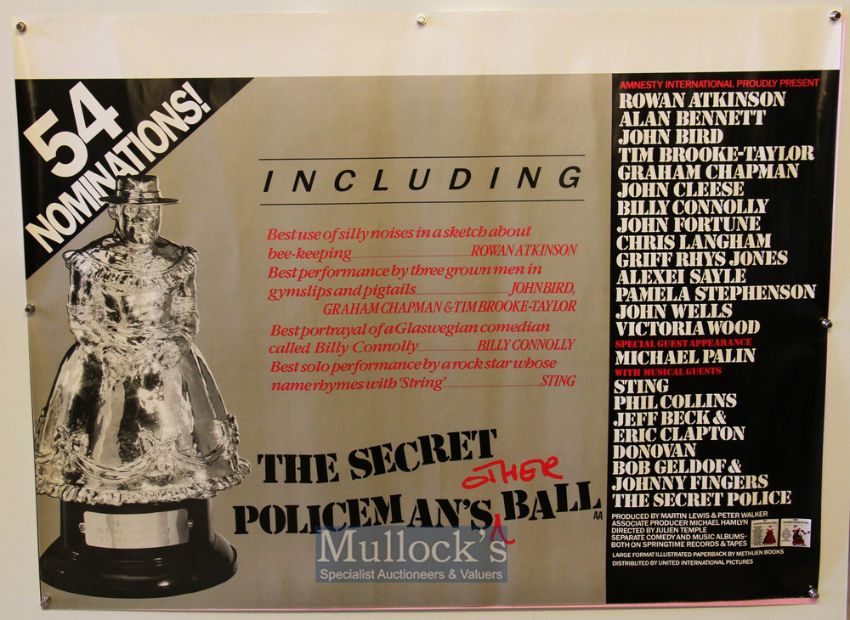 54
NOMINATIONS!
INCLUDING
Best use of silly noises in a sketch about
bee-keeping ROWAN ATKINSON
Best performance by three grown men in
gymslips and pigtails JOHN BIRD,
GRAHAM CHAPMAN & TIM BROOKE-TAYLOR
Best portrayal of a Glaswegian comedian
called Billy Connolly BILLY CONNOLLY
Best solo performance by a rock star whose
name rhymes with 'String' STING
THE SECRET
OTHER
POLICEMAN'S BALL
AA
Mullock's
Specialist Auctioneers & Valuers
AMNESTY INTERNATIONAL PROUDLY PRESENT
ROWAN ATKINSON
ALAN BENNETT
JOHN BIRD
TIM BROOKE-TAYLOR
GRAHAM CHAPMAN
JOHN CLEESE
BILLY CONNOLLY
JOHN FORTUNE
CHRIS LANGHAM
GRIFF RHYS JONES
ALEXEI SAYLE
PAMELA STEPHENSON
JOHN WELLS
VICTORIA WOOD
SPECIAL GUEST APPEARANCE
MICHAEL PALIN
WITH MUSICAL GUESTS
STING
PHIL COLLINS
JEFF BECK &
ERIC CLAPTON
DONOVAN
BOB GELDOF &
JOHNNY FINGERS
THE SECRET POLICE
PRODUCED BY MARTIN LEWIS & PETER WALKER
ASSOCIATE PRODUCER MICHAEL HAMLYN
DIRECTED BY JULIEN TEMPLE
SEPARATE COMEDY AND MUSIC ALBUMS-
BOTH ON SPRINGTIME RECORDS & TAPES
LARGE FORMAT ILLUSTRATED PAPERBACK BY METHUEN BOOKS
DISTRIBUTED BY UNITED INTERNATIONAL PICTURES